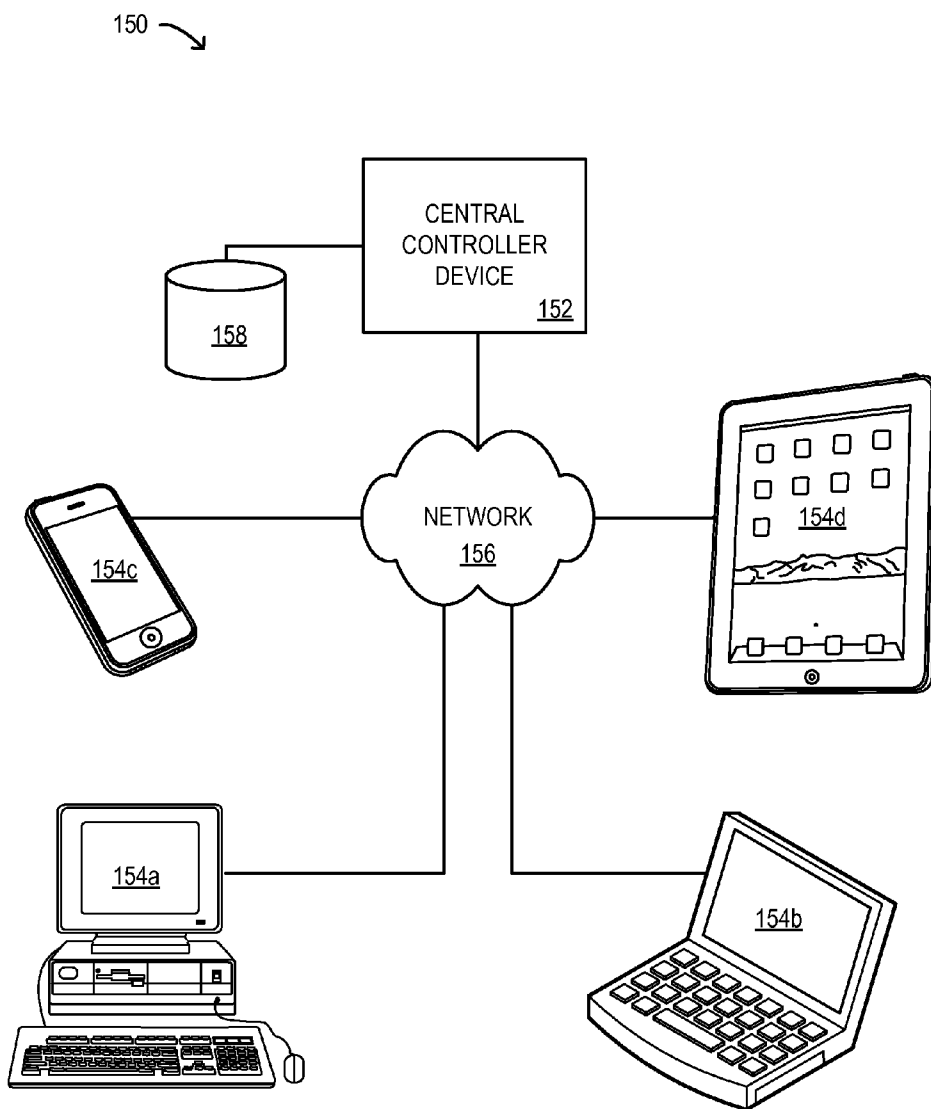 150
CENTRAL
CONTROLLER
DEVICE
152
158
NETWORK
156
154c
154d
154a
154b